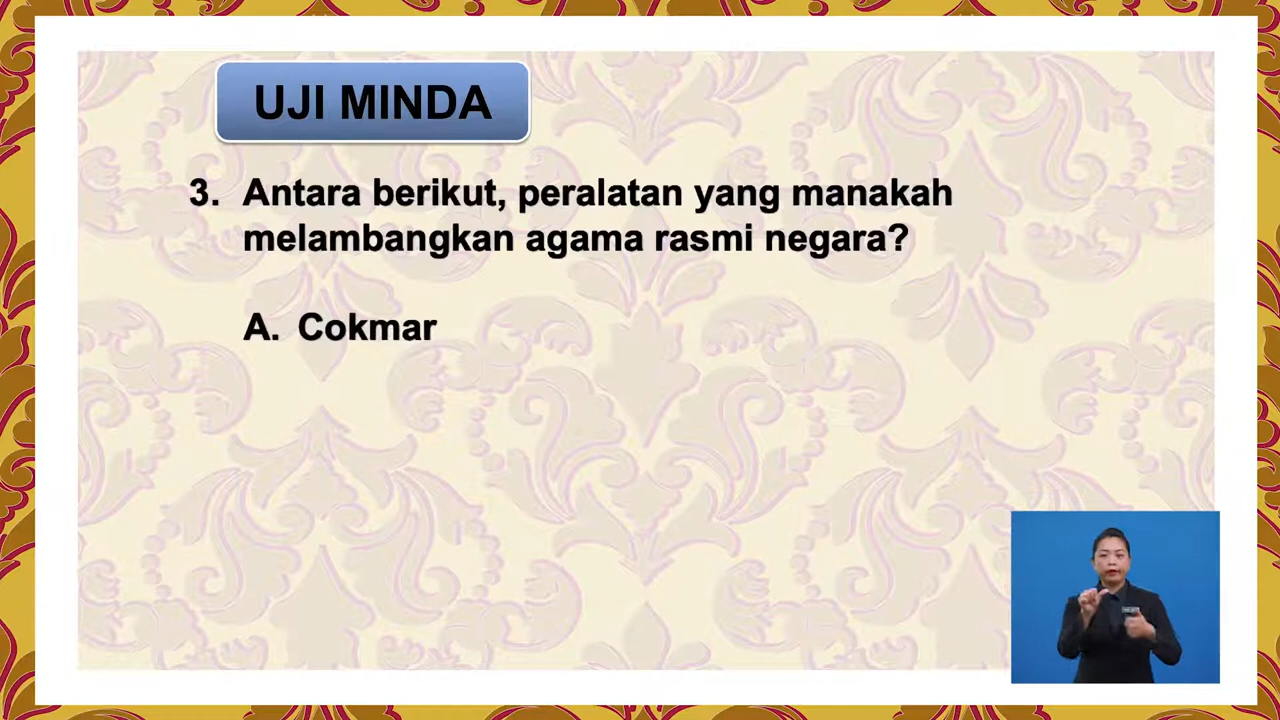 UJI MINDA
3. Antara berikut, peralatan yang manakah
melambangkan agama rasmi negara?
A. Cokmar